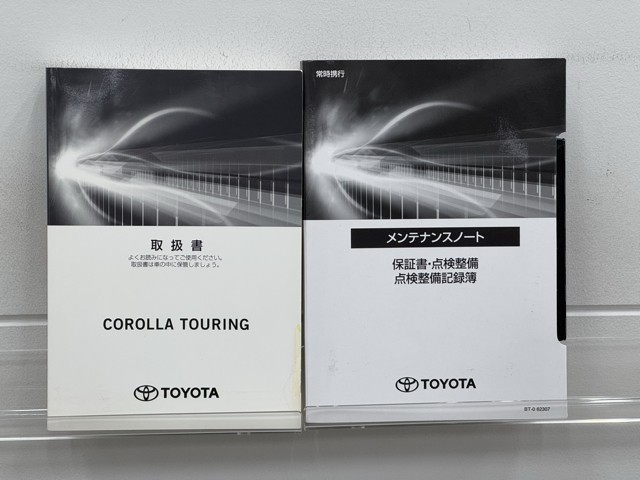 取扱書
よくお読みになってご使用ください。
取扱書は車の中に保管しましょう。
COROLLA TOURING
TOYOTA
常時携行
メンテナンスノート
保証書・点検整備
点検整備記録簿
TOYOTA